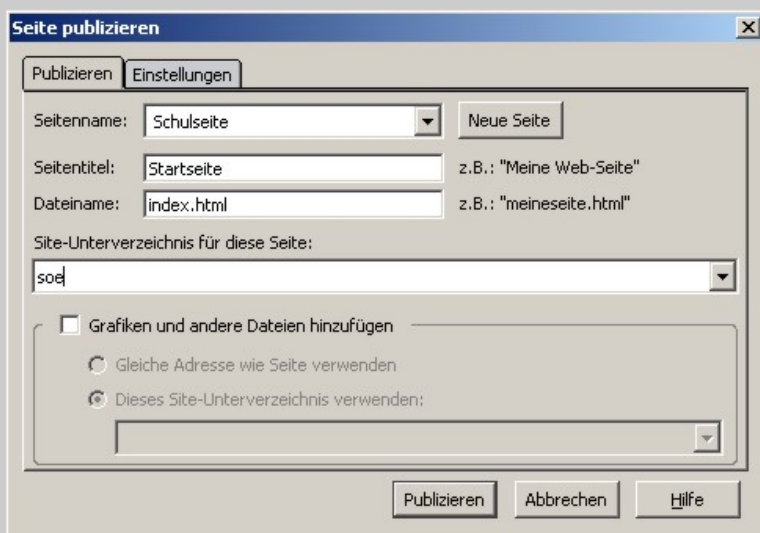 Seite publizieren
Publizieren Einstellungen
Seitenname: Schulseite Neue Seite
Seitentitel: Startseite z.B.: "Meine Web-Seite"
Dateiname: index.html z.B.: "meineseite.html"
Site-Unterverzeichnis für diese Seite:
soe
Grafiken und andere Dateien hinzufügen
Gleiche Adresse wie Seite verwenden
Dieses Site-Unterverzeichnis verwenden:
Publizieren Abbrechen Hilfe